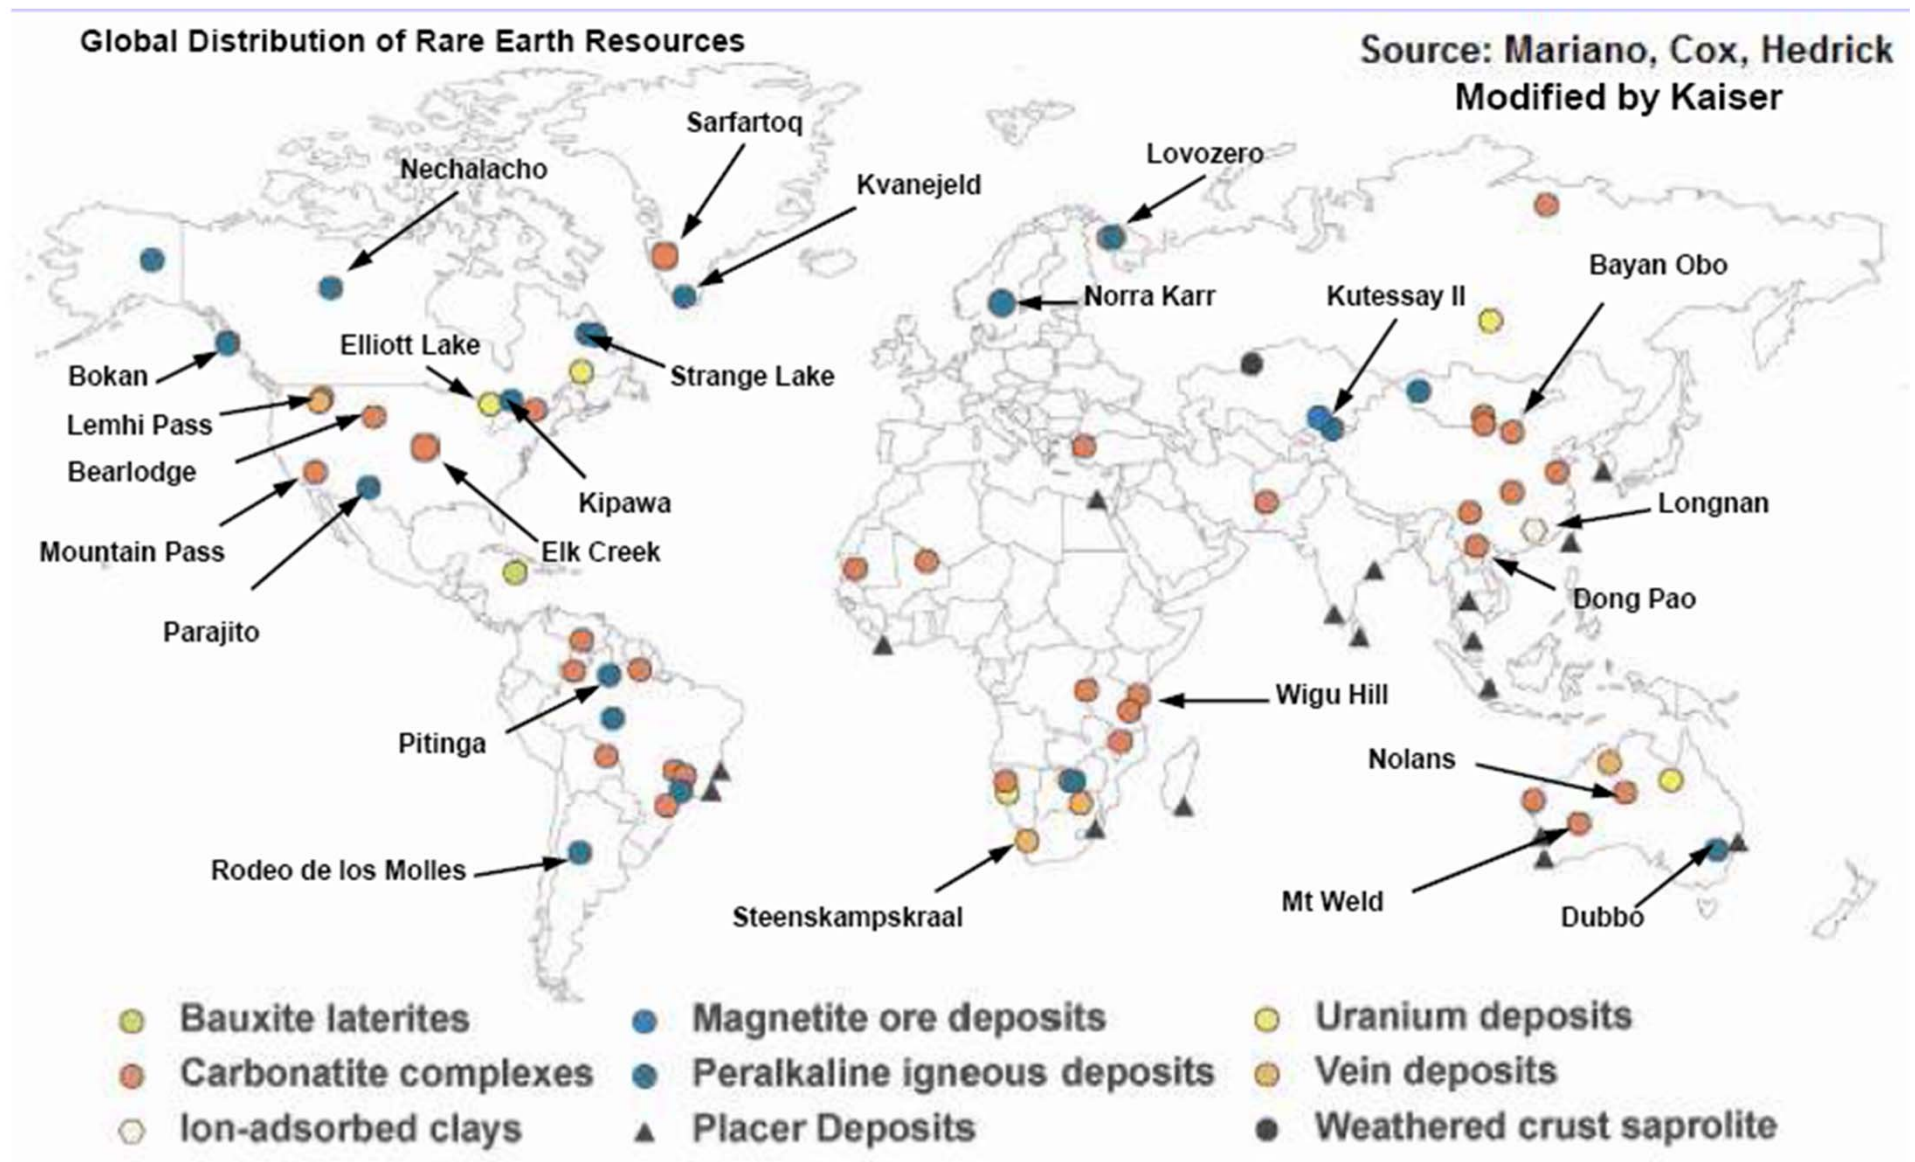 Global Distribution of Rare Earth Resources
Source: Mariano, Cox, Hedrick
Modified by Kaiser
Sarfartoq
Nechalacho
Kvanejeld
Lovozero
Bayan Obo
Norra Karr
Kutessay II
Elliott Lake
Bokan
Strange Lake
Lemhi Pass
Bearlodge
Kipawa
Longnan
Mountain Pass
Elk Creek
Dong Pao
Parajito
Wigu Hill
Pitinga
Nolans
Rodeo de los Molles
Mt Weld
Steenskampskraal
Dubbo
Bauxite laterites
Magnetite ore deposits
Uranium deposits
Carbonatite complexes
Peralkaline igneous deposits
Vein deposits
Ion-adsorbed clays
Placer Deposits
Weathered crust saprolite